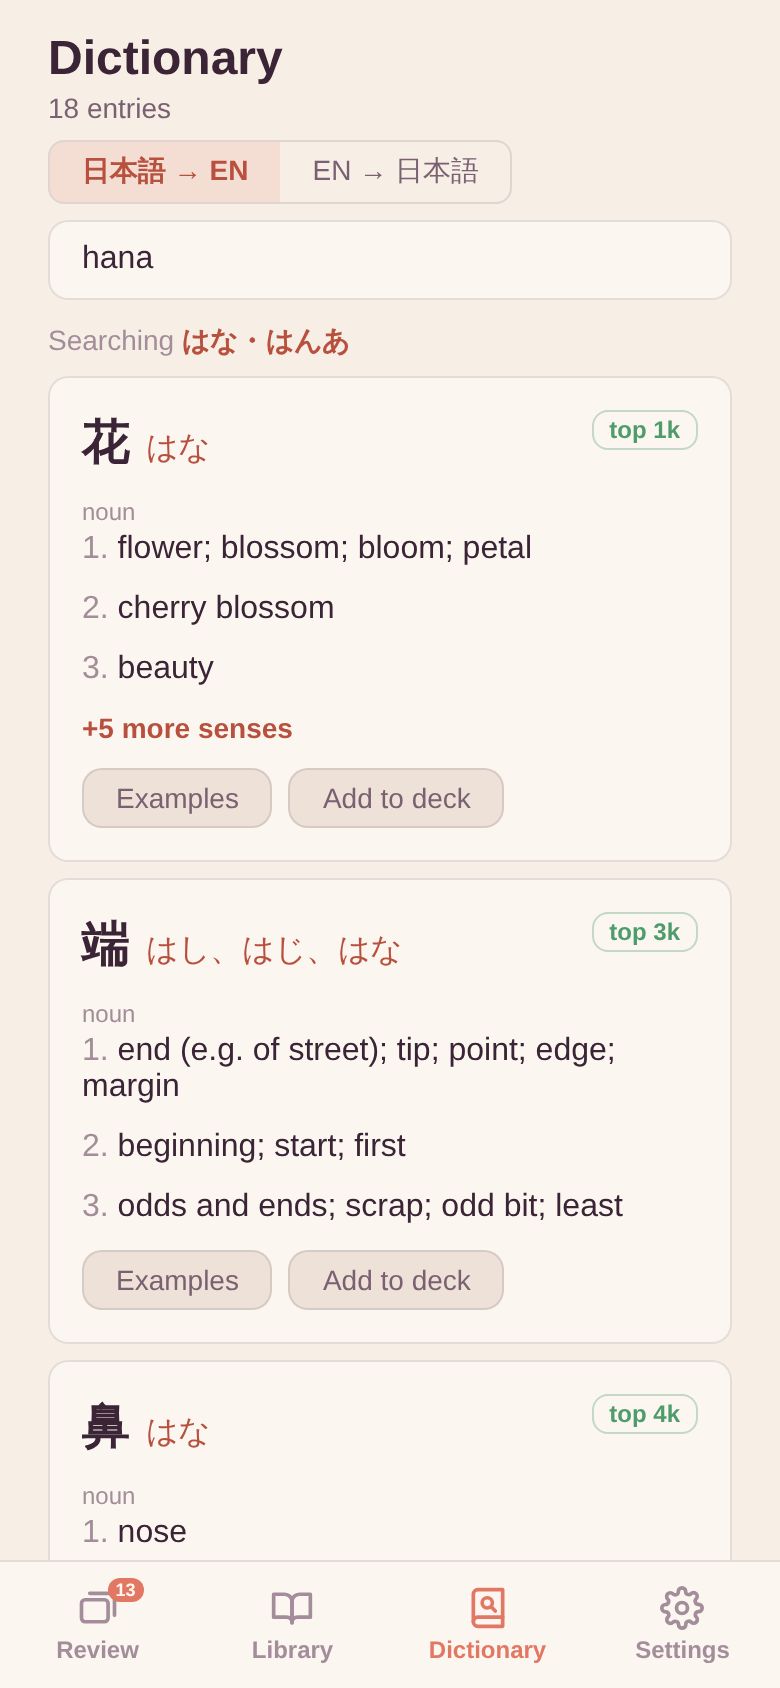 Dictionary
18 entries
日本語 → EN
EN → 日本語
hana
Searching はな・はんあ
花 はな
top 1k
noun
1. flower; blossom; bloom; petal
2. cherry blossom
3. beauty
+5 more senses
Examples
Add to deck
端 はし、はじ、はな
top 3k
noun
1. end (e.g. of street); tip; point; edge;
margin
2. beginning; start; first
3. odds and ends; scrap; odd bit; least
Examples
Add to deck
鼻 はな
top 4k
noun
1. nose
13
Review
Library
Dictionary
Settings